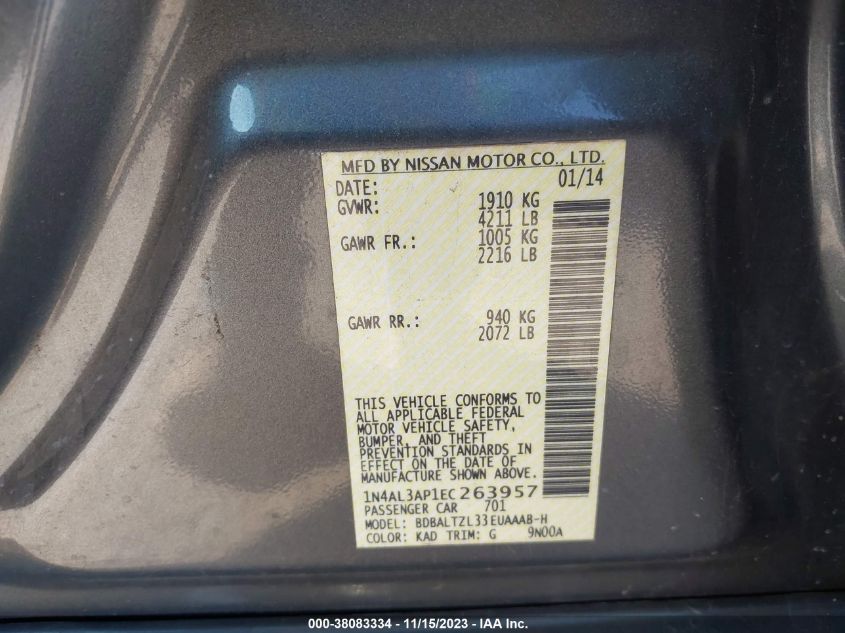 MFD BY NISSAN MOTOR CO., LTD.
DATE: 01/14
GVWR: 1910 KG
4211 LB
GAWR FR.: 1005 KG
2216 LB
GAWR RR.: 940 KG
2072 LB
THIS VEHICLE CONFORMS TO
ALL APPLICABLE FEDERAL
MOTOR VEHICLE SAFETY,
BUMPER, AND THEFT
PREVENTION STANDARDS IN
EFFECT ON THE DATE OF
MANUFACTURE SHOWN ABOVE.
1N4AL3AP1EC263957
PASSENGER CAR 701
MODEL: BDBALTZL33EUAAAB-H
COLOR: KAD TRIM: G 9N00A
000-38083334 — 11/15/2023 — IAA Inc.